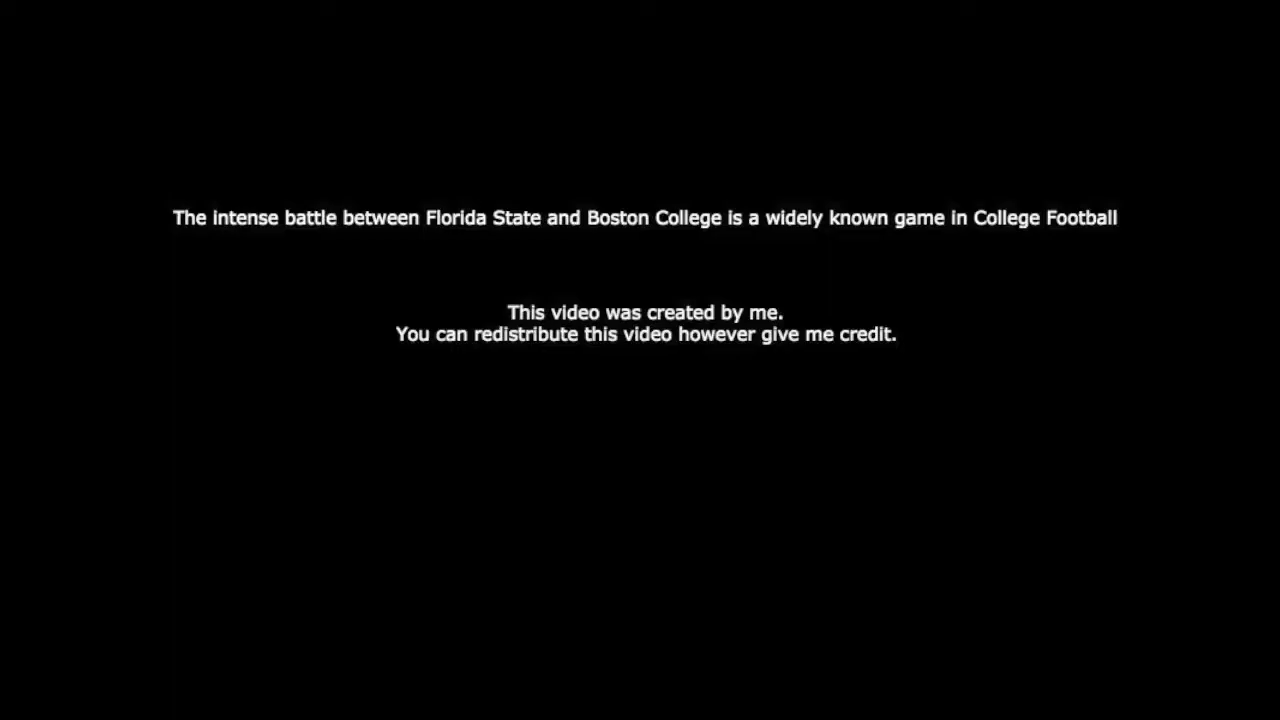 The intense battle between Florida State and Boston College is a widely known game in College Football
This video was created by me.
You can redistribute this video however give me credit.